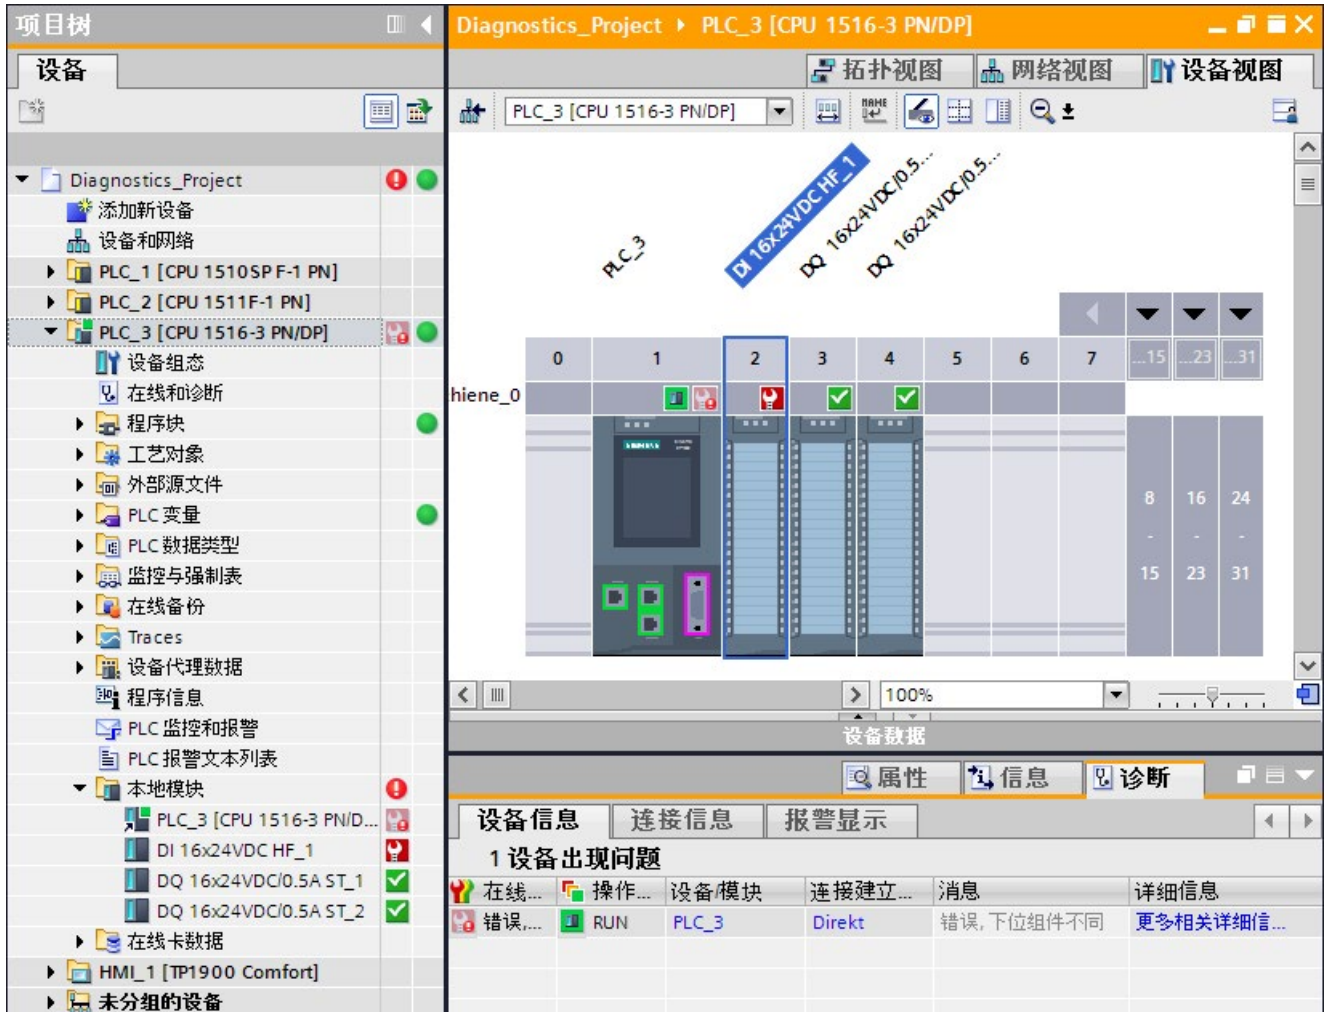 项目树
设备
Diagnostics_Project
添加新设备
设备和网络
PLC_1 [CPU 1510SP F-1 PN]
PLC_2 [CPU 1511F-1 PN]
PLC_3 [CPU 1516-3 PN/DP]
设备组态
在线和诊断
程序块
工艺对象
外部源文件
PLC 变量
PLC 数据类型
监控与强制表
在线备份
Traces
设备代理数据
程序信息
PLC 监控和报警
PLC 报警文本列表
本地模块
PLC_3 [CPU 1516-3 PN/D...
DI 16x24VDC HF_1
DQ 16x24VDC/0.5A ST_1
DQ 16x24VDC/0.5A ST_2
在线卡数据
HMI_1 [TP1900 Comfort]
未分组的设备
Diagnostics_Project PLC_3 [CPU 1516-3 PN/DP]
拓扑视图 网络视图 设备视图
PLC_3 [CPU 1516-3 PN/DP]
PLC_3
DI 16x24VDC HF_1
DQ 16x24VDC/0.5...
DQ 16x24VDC/0.5...
0 1 2 3 4 5 6 7 ...15 ...23 ...31
hiene_0
SIEMENS
8 16 24
- - -
15 23 31
100%
设备数据
属性 信息 诊断
设备信息 连接信息 报警显示
1 设备出现问题
在线... 操作... 设备/模块 连接建立... 消息 详细信息
错误,... RUN PLC_3 Direkt 错误, 下位组件不同 更多相关详细信...